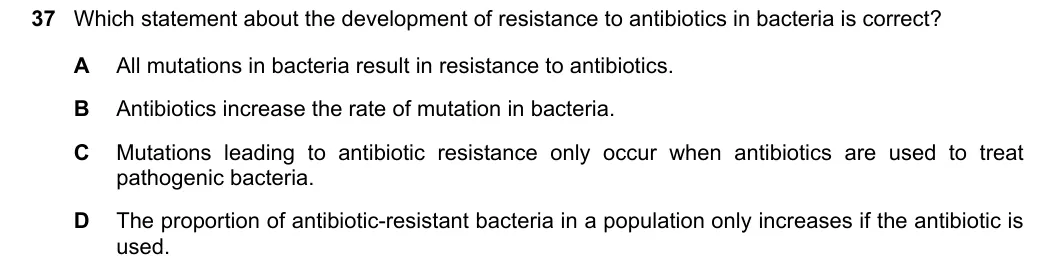 37 Which statement about the development of resistance to antibiotics in bacteria is correct?
A All mutations in bacteria result in resistance to antibiotics.
B Antibiotics increase the rate of mutation in bacteria.
C Mutations leading to antibiotic resistance only occur when antibiotics are used to treat
pathogenic bacteria.
D The proportion of antibiotic-resistant bacteria in a population only increases if the antibiotic is
used.